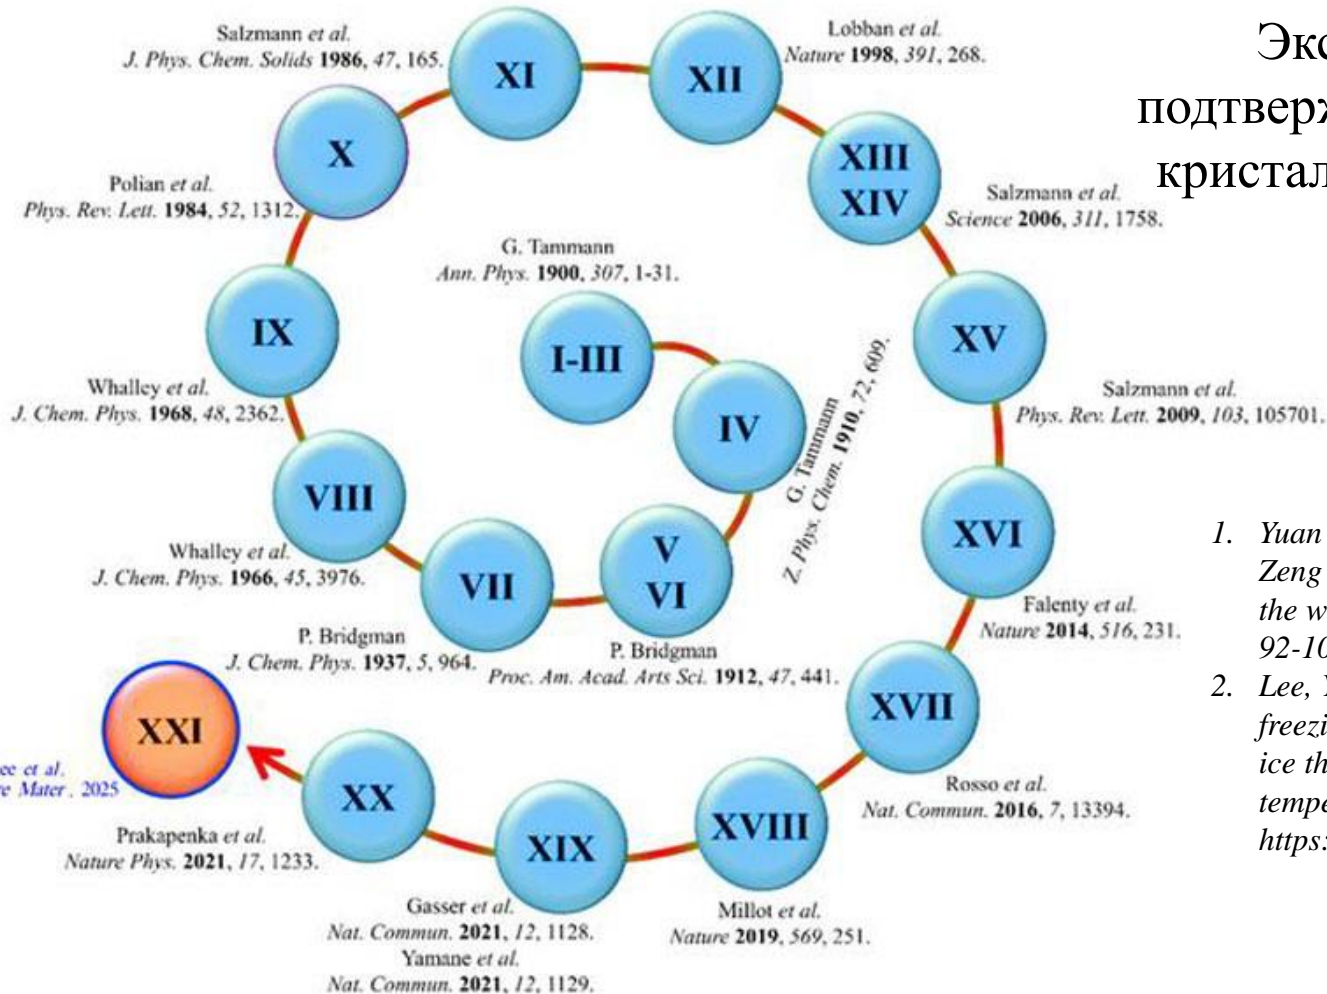 Salzmann et al.
J. Phys. Chem. Solids 1986, 47, 165.
XI
XII
Lobban et al.
Nature 1998, 391, 268.
X
XIII
XIV
Polian et al.
Phys. Rev. Lett. 1984, 52, 1312.
Salzmann et al.
Science 2006, 311, 1758.
G. Tammann
Ann. Phys. 1900, 307, 1-31.
IX
I-III
XV
Whalley et al.
J. Chem. Phys. 1968, 48, 2362.
Salzmann et al.
Phys. Rev. Lett. 2009, 103, 105701.
IV
G. Tammann
Z. Phys. Chem. 1910, 72, 609.
VIII
XVI
Whalley et al.
J. Chem. Phys. 1966, 45, 3976.
VII
V
VI
Falenty et al.
Nature 2014, 516, 231.
P. Bridgman
J. Chem. Phys. 1937, 5, 964.
P. Bridgman
Proc. Am. Acad. Arts Sci. 1912, 47, 441.
XVII
XXI
et al.
Mater. 2025
XX
Rosso et al.
Nat. Commun. 2016, 7, 13394.
Prakapenka et al.
Nature Phys. 2021, 17, 1233.
XIX
XVIII
Gasser et al.
Nat. Commun. 2021, 12, 1128.
Yamane et al.
Nat. Commun. 2021, 12, 1129.
Millot et al.
Nature 2019, 569, 251.
Экс
подтверж
кристал
1. Yuan
Zeng
the w
92-10
2. Lee, Y
freezi
ice th
tempe
https: